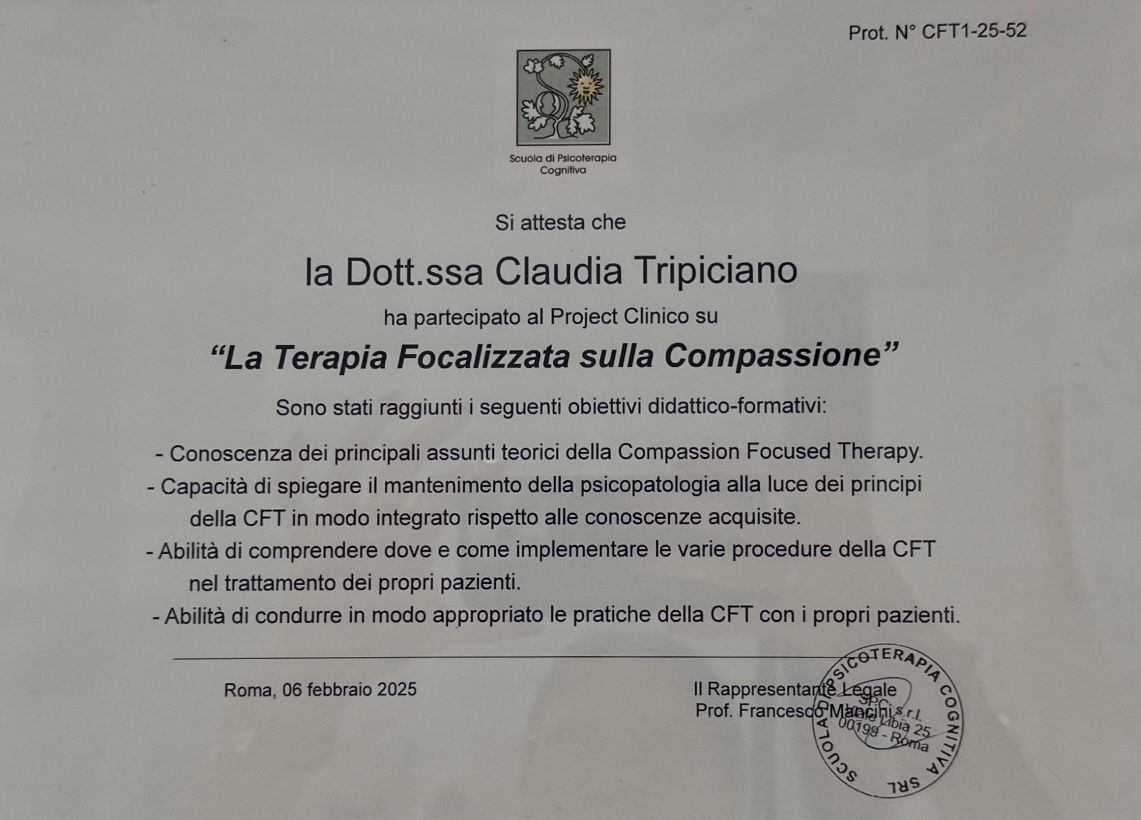 Prot. N° CFT1-25-52
Scuola di Psicoterapia
Cognitiva
Si attesta che
la Dott.ssa Claudia Tripiciano
ha partecipato al Project Clinico su
“La Terapia Focalizzata sulla Compassione”
Sono stati raggiunti i seguenti obiettivi didattico-formativi:
- Conoscenza dei principali assunti teorici della Compassion Focused Therapy.
- Capacità di spiegare il mantenimento della psicopatologia alla luce dei principi
della CFT in modo integrato rispetto alle conoscenze acquisite.
- Abilità di comprendere dove e come implementare le varie procedure della CFT
nel trattamento dei propri pazienti.
- Abilità di condurre in modo appropriato le pratiche della CFT con i propri pazienti.
Roma, 06 febbraio 2025
Il Rappresentante Legale
Prof. Francesco Mancini
SCUOLA DI PSICOTERAPIA COGNITIVA SRL
SPC s.r.l.
Viale Libia 25
00199 - Roma